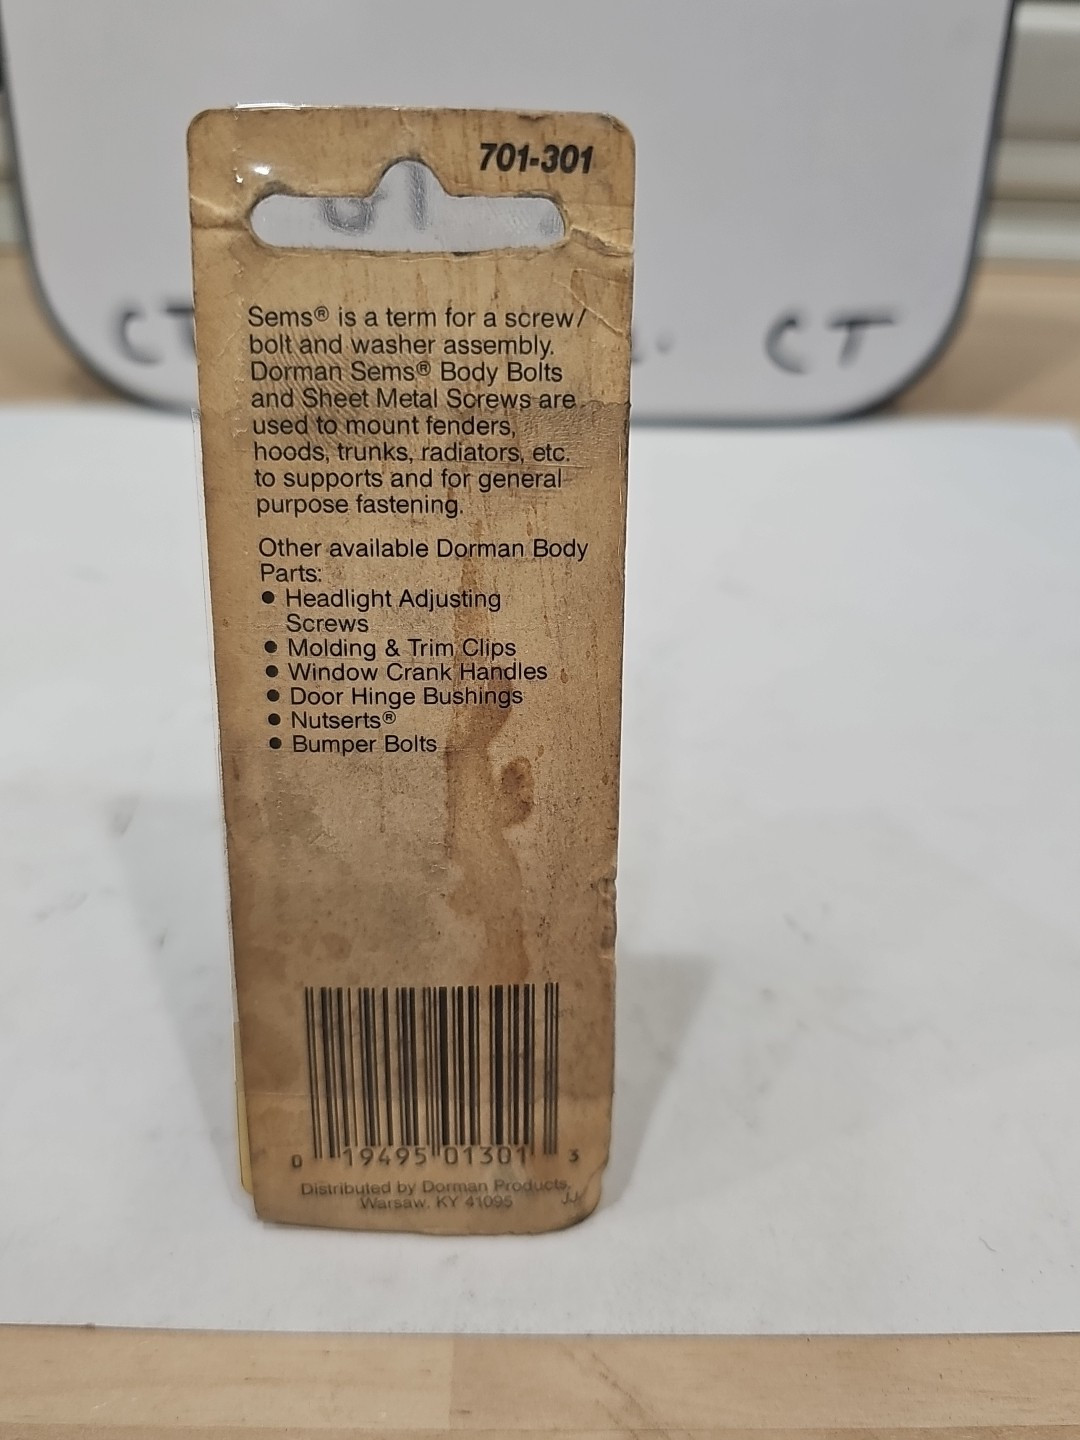 701-301
Sems® is a term for a screw/
bolt and washer assembly.
Dorman Sems® Body Bolts
and Sheet Metal Screws are
used to mount fenders,
hoods, trunks, radiators, etc.
to supports and for general
purpose fastening.
Other available Dorman Body
Parts:
● Headlight Adjusting
Screws
● Molding & Trim Clips
● Window Crank Handles
● Door Hinge Bushings
● Nutserts®
● Bumper Bolts
0 19495 01301 3
Distributed by Dorman Products,
Warsaw, KY 41095
JJ
CT
CT